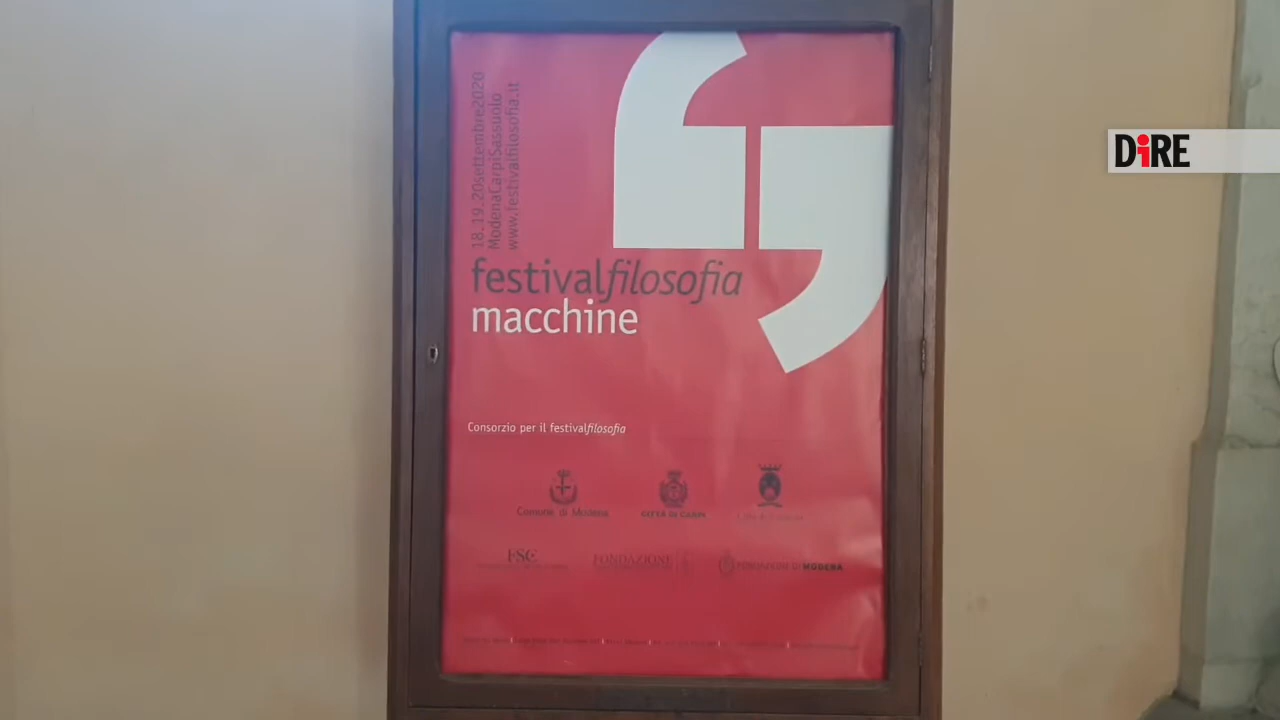 18.19.20settembre2020
ModenaCarpiSassuolo
www.festivalfilosofia.it
festivalfilosofia
macchine
Consorzio per il festivalfilosofia
Comune di Modena
CITTÀ DI CARPI
FSC
FONDAZIONE
FONDAZIONE DI MODENA
DiRE